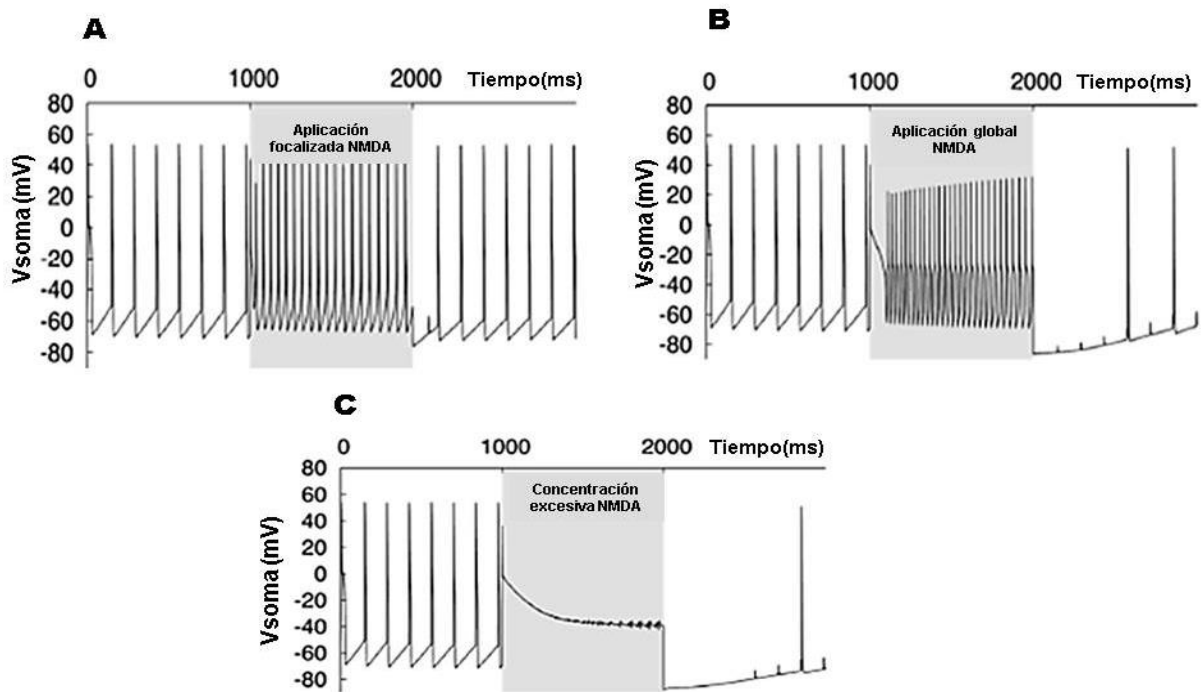 A
0 1000 2000 Tiempo(ms)
80
60
40
20
0
-20
-40
-60
-80
Vsoma (mV)
Aplicación
focalizada NMDA
B
0 1000 2000 Tiempo(ms)
80
60
40
20
0
-20
-40
-60
-80
Vsoma (mV)
Aplicación global
NMDA
C
0 1000 2000 Tiempo(ms)
80
60
40
20
0
-20
-40
-60
-80
Vsoma (mV)
Concentración
excesiva NMDA